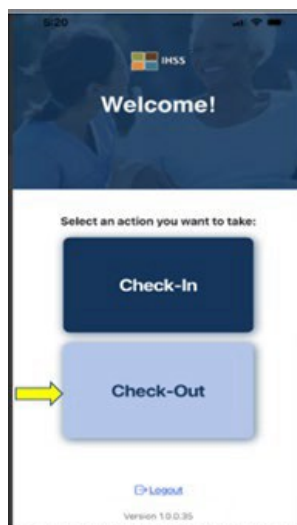 5:20
IHSS
Welcome!
Select an action you want to take:
Check-In
Check-Out
Logout
Version 1.0.0.35